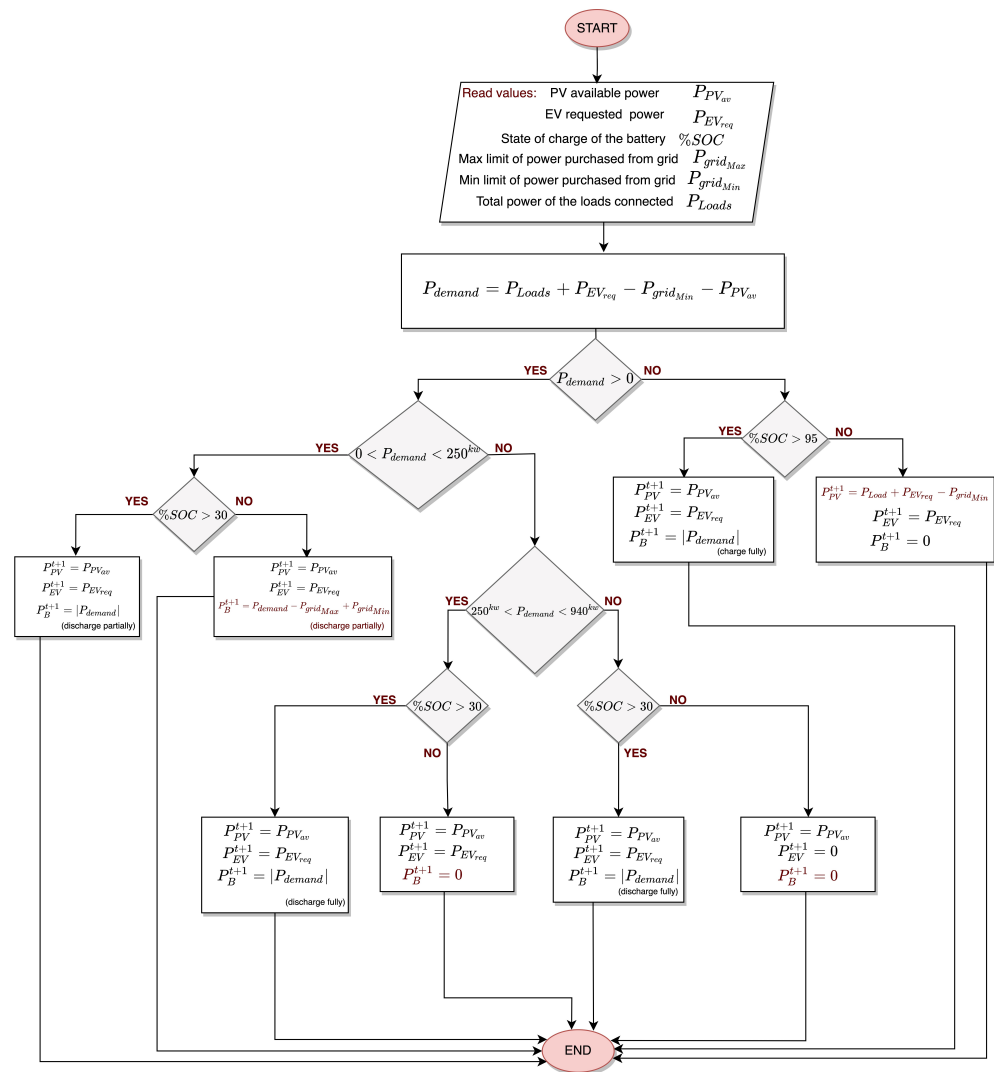 START
Read values: PV available power $P_{PV_{av}}$
EV requested power $P_{EV_{req}}$
State of charge of the battery $\%SOC$
Max limit of power purchased from grid $P_{grid_{Max}}$
Min limit of power purchased from grid $P_{grid_{Min}}$
Total power of the loads connected $P_{Loads}$
$P_{demand} = P_{Loads} + P_{EV_{req}} - P_{grid_{Min}} - P_{PV_{av}}$
YES
$P_{demand} > 0$
NO
YES
$0 < P_{demand} < 250^{kw}$
NO
YES
$\%SOC > 95$
NO
YES
$\%SOC > 30$
NO
$P_{PV}^{t+1} = P_{PV_{av}}$
$P_{EV}^{t+1} = P_{EV_{req}}$
$P_{B}^{t+1} = |P_{demand}|$
(charge fully)
$P_{PV}^{t+1} = P_{Load} + P_{EV_{req}} - P_{grid_{Min}}$
$P_{EV}^{t+1} = P_{EV_{req}}$
$P_{B}^{t+1} = 0$
$P_{PV}^{t+1} = P_{PV_{av}}$
$P_{EV}^{t+1} = P_{EV_{req}}$
$P_{B}^{t+1} = |P_{demand}|$
(discharge partially)
$P_{PV}^{t+1} = P_{PV_{av}}$
$P_{EV}^{t+1} = P_{EV_{req}}$
$P_{B}^{t+1} = P_{demand} - P_{grid_{Max}} + P_{grid_{Min}}$
(discharge partially)
YES
$250^{kw} < P_{demand} < 940^{kw}$
NO
YES
$\%SOC > 30$
NO
$\%SOC > 30$
NO
YES
$P_{PV}^{t+1} = P_{PV_{av}}$
$P_{EV}^{t+1} = P_{EV_{req}}$
$P_{B}^{t+1} = |P_{demand}|$
(discharge fully)
$P_{PV}^{t+1} = P_{PV_{av}}$
$P_{EV}^{t+1} = P_{EV_{req}}$
$P_{B}^{t+1} = 0$
$P_{PV}^{t+1} = P_{PV_{av}}$
$P_{EV}^{t+1} = P_{EV_{req}}$
$P_{B}^{t+1} = |P_{demand}|$
(discharge fully)
$P_{PV}^{t+1} = P_{PV_{av}}$
$P_{EV}^{t+1} = 0$
$P_{B}^{t+1} = 0$
END